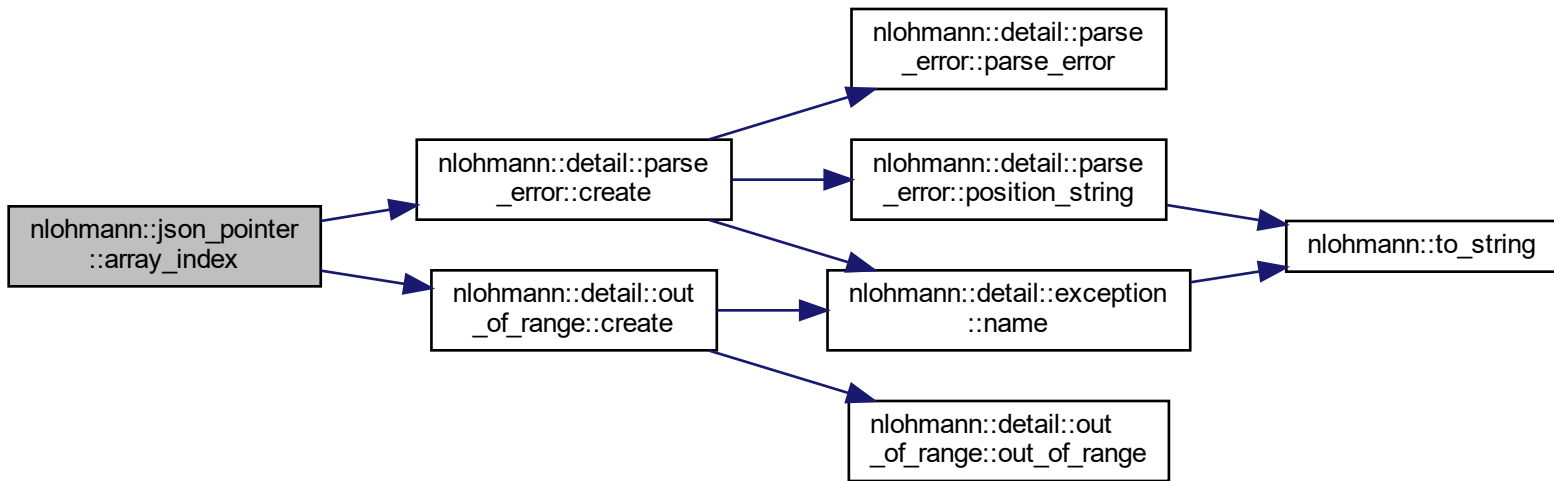 nlohmann::detail::parse
_error::parse_error
nlohmann::detail::parse
_error::create
nlohmann::detail::parse
_error::position_string
nlohmann::json_pointer
::array_index
nlohmann::to_string
nlohmann::detail::out
_of_range::create
nlohmann::detail::exception
::name
nlohmann::detail::out
_of_range::out_of_range